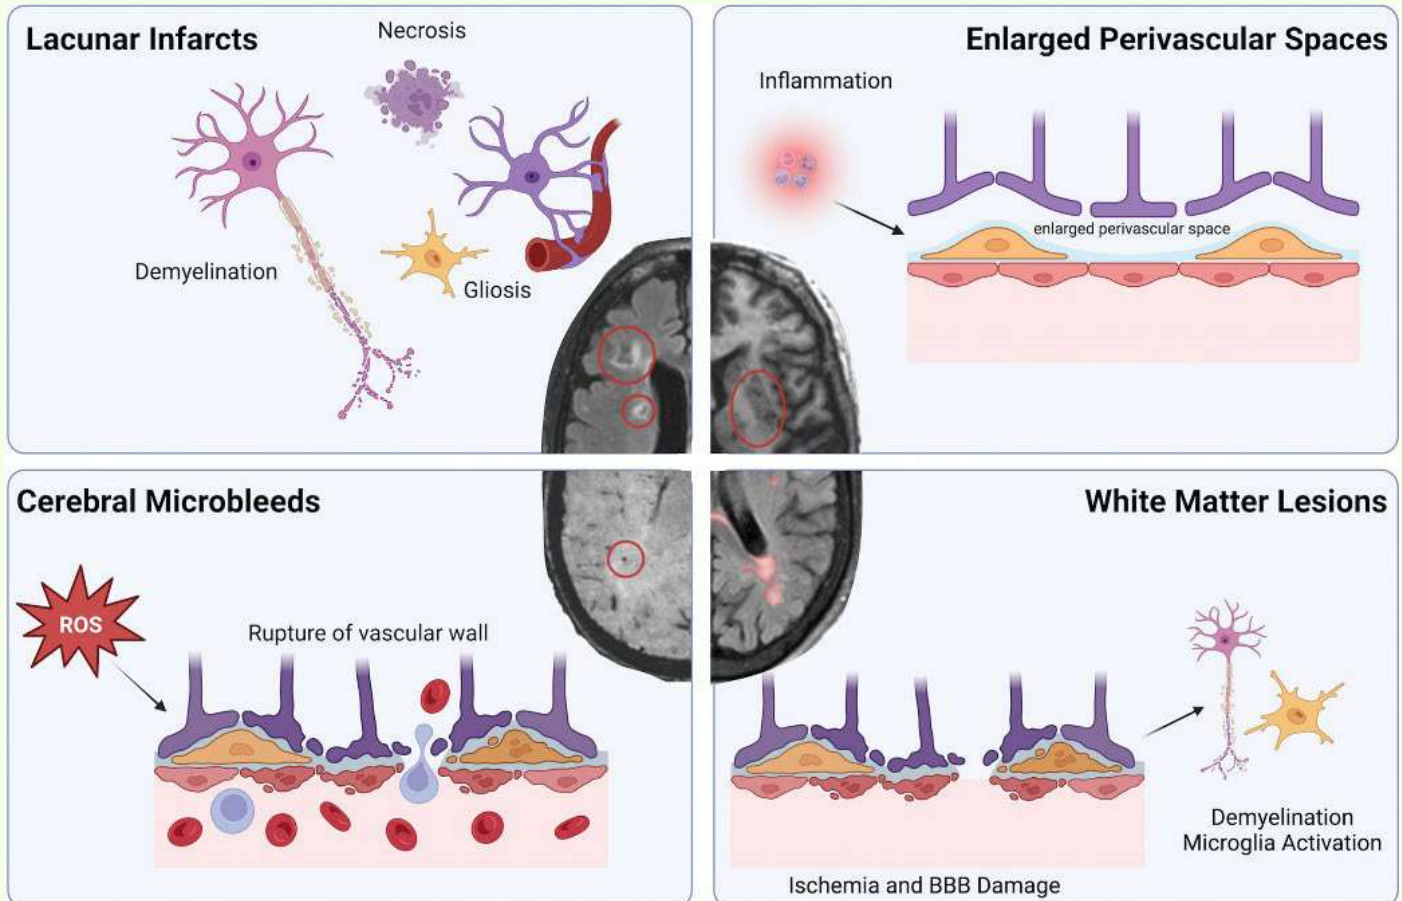 Lacunar Infarcts
Necrosis
Demyelination
Gliosis
Enlarged Perivascular Spaces
Inflammation
enlarged perivascular space
Cerebral Microbleeds
ROS
Rupture of vascular wall
White Matter Lesions
Demyelination
Microglia Activation
Ischemia and BBB Damage